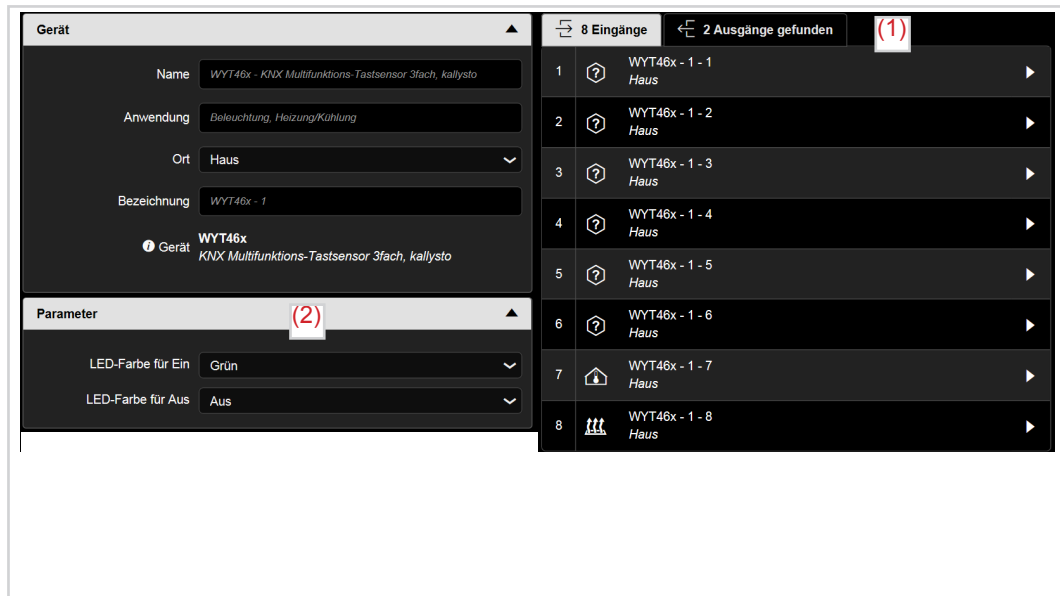 Gerät
Name
WYT46x - KNX Multifunktions-Tastsensor 3fach, kallysto
Anwendung
Beleuchtung, Heizung/Kühlung
Ort
Haus
Bezeichnung
WYT46x - 1
Gerät
WYT46x
KNX Multifunktions-Tastsensor 3fach, kallysto
Parameter
(2)
LED-Farbe für Ein
Grün
LED-Farbe für Aus
Aus
8 Eingänge
2 Ausgänge gefunden
(1)
1
WYT46x - 1 - 1
Haus
2
WYT46x - 1 - 2
Haus
3
WYT46x - 1 - 3
Haus
4
WYT46x - 1 - 4
Haus
5
WYT46x - 1 - 5
Haus
6
WYT46x - 1 - 6
Haus
7
WYT46x - 1 - 7
Haus
8
WYT46x - 1 - 8
Haus